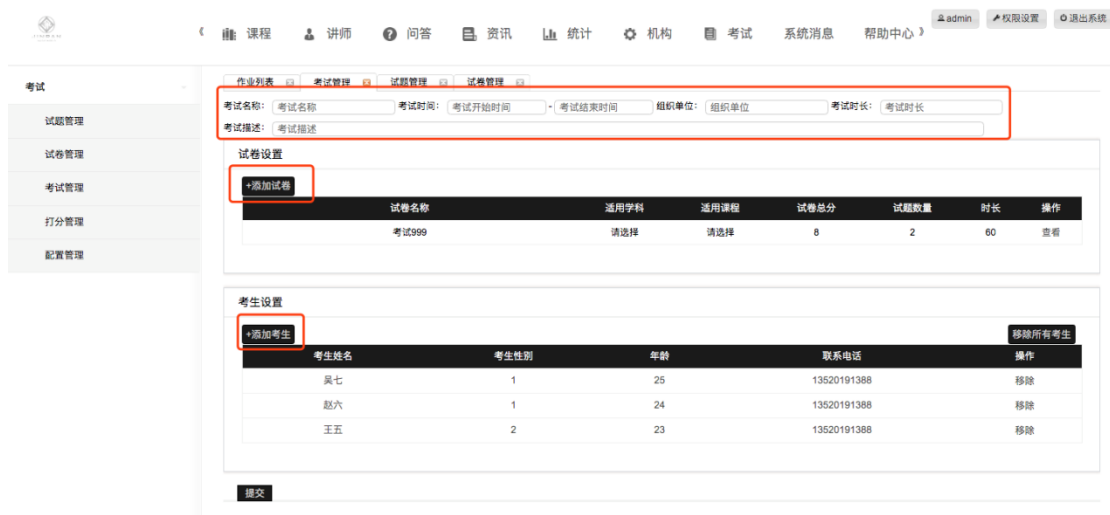 admin 权限设置 退出系统
《 课程 讲师 问答 资讯 统计 机构 考试 系统消息 帮助中心 》
考试
试题管理
试卷管理
考试管理
打分管理
配置管理
作业列表 考试管理 试题管理 试卷管理
考试名称: 考试名称 考试时间: 考试开始时间 - 考试结束时间 组织单位: 组织单位 考试时长: 考试时长
考试描述: 考试描述
试卷设置
+添加试卷
试卷名称 适用学科 适用课程 试卷总分 试题数量 时长 操作
考试999 请选择 请选择 8 2 60 查看
考生设置
+添加考生 移除所有考生
考生姓名 考生性别 年龄 联系电话 操作
吴七 1 25 13520191388 移除
赵六 1 24 13520191388 移除
王五 2 23 13520191388 移除
提交